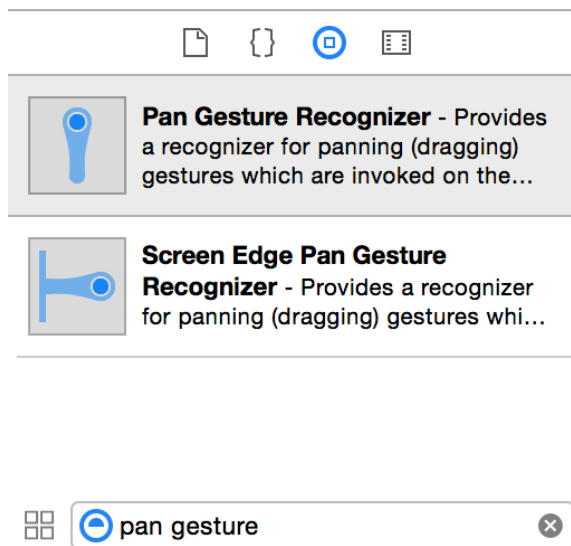 Pan Gesture Recognizer - Provides
a recognizer for panning (dragging)
gestures which are invoked on the...
Screen Edge Pan Gesture
Recognizer - Provides a recognizer
for panning (dragging) gestures whi...
pan gesture